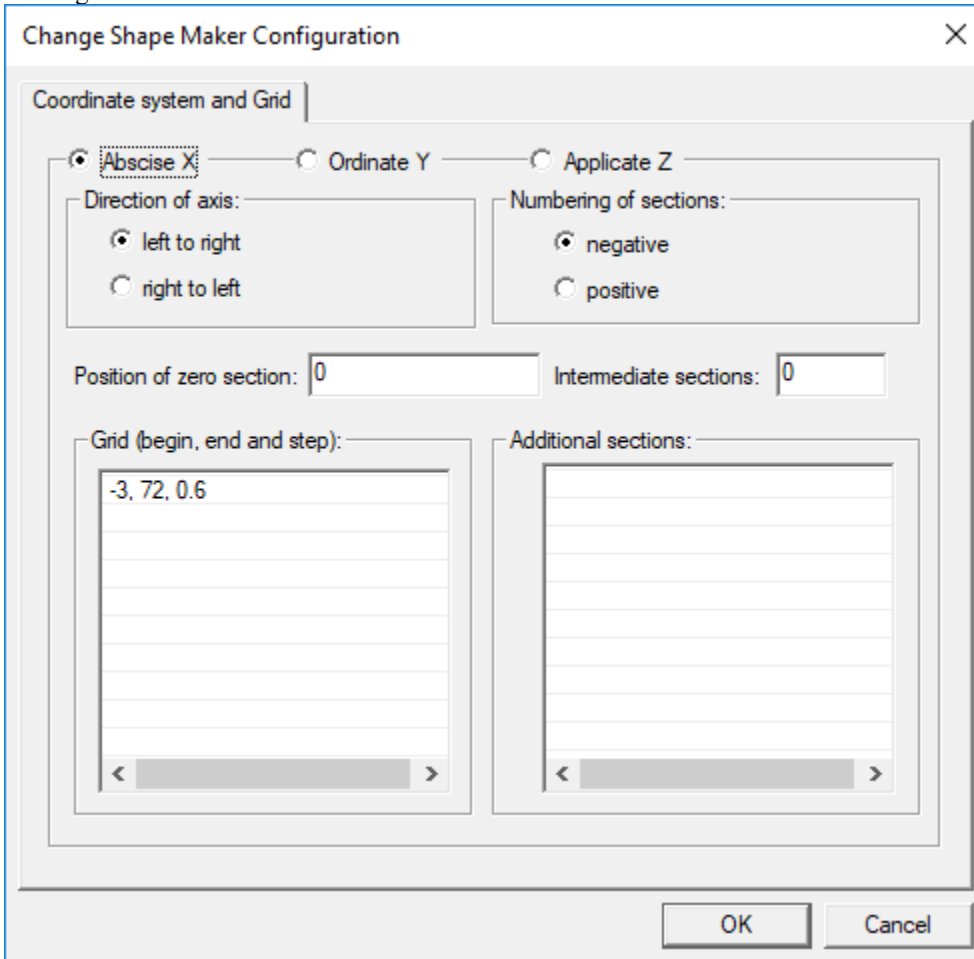 Change Shape Maker Configuration
Coordinate system and Grid
Abscise X Ordinate Y Applicate Z
Direction of axis: Numbering of sections:
left to right negative
right to left positive
Position of zero section: 0 Intermediate sections: 0
Grid (begin, end and step): Additional sections:
-3, 72, 0.6
OK Cancel